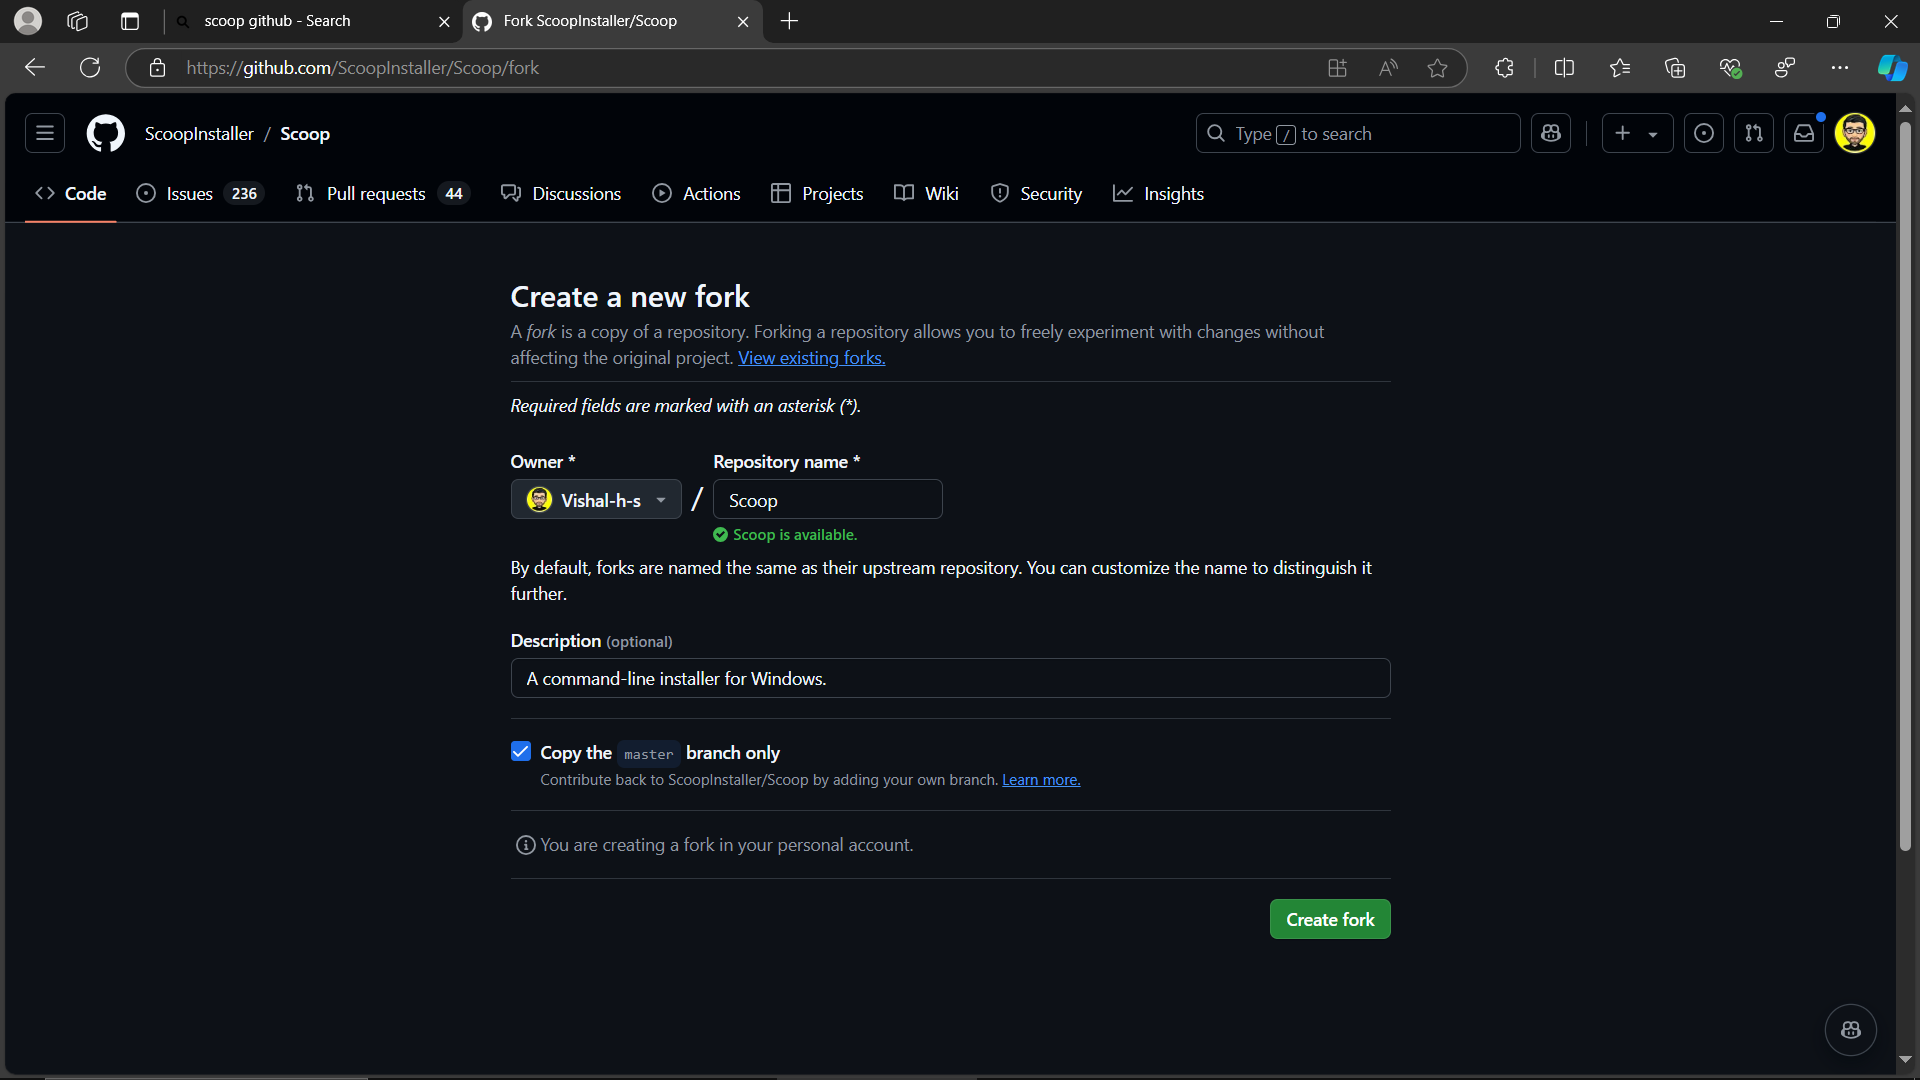 scoop github - Search
Fork ScoopInstaller/Scoop
https://github.com/ScoopInstaller/Scoop/fork
ScoopInstaller / Scoop
Type / to search
Code
Issues 236
Pull requests 44
Discussions
Actions
Projects
Wiki
Security
Insights
Create a new fork
A fork is a copy of a repository. Forking a repository allows you to freely experiment with changes without
affecting the original project. View existing forks.
Required fields are marked with an asterisk (*).
Owner *
Repository name *
Vishal-h-s / Scoop
Scoop is available.
By default, forks are named the same as their upstream repository. You can customize the name to distinguish it
further.
Description (optional)
A command-line installer for Windows.
Copy the master branch only
Contribute back to ScoopInstaller/Scoop by adding your own branch. Learn more.
You are creating a fork in your personal account.
Create fork